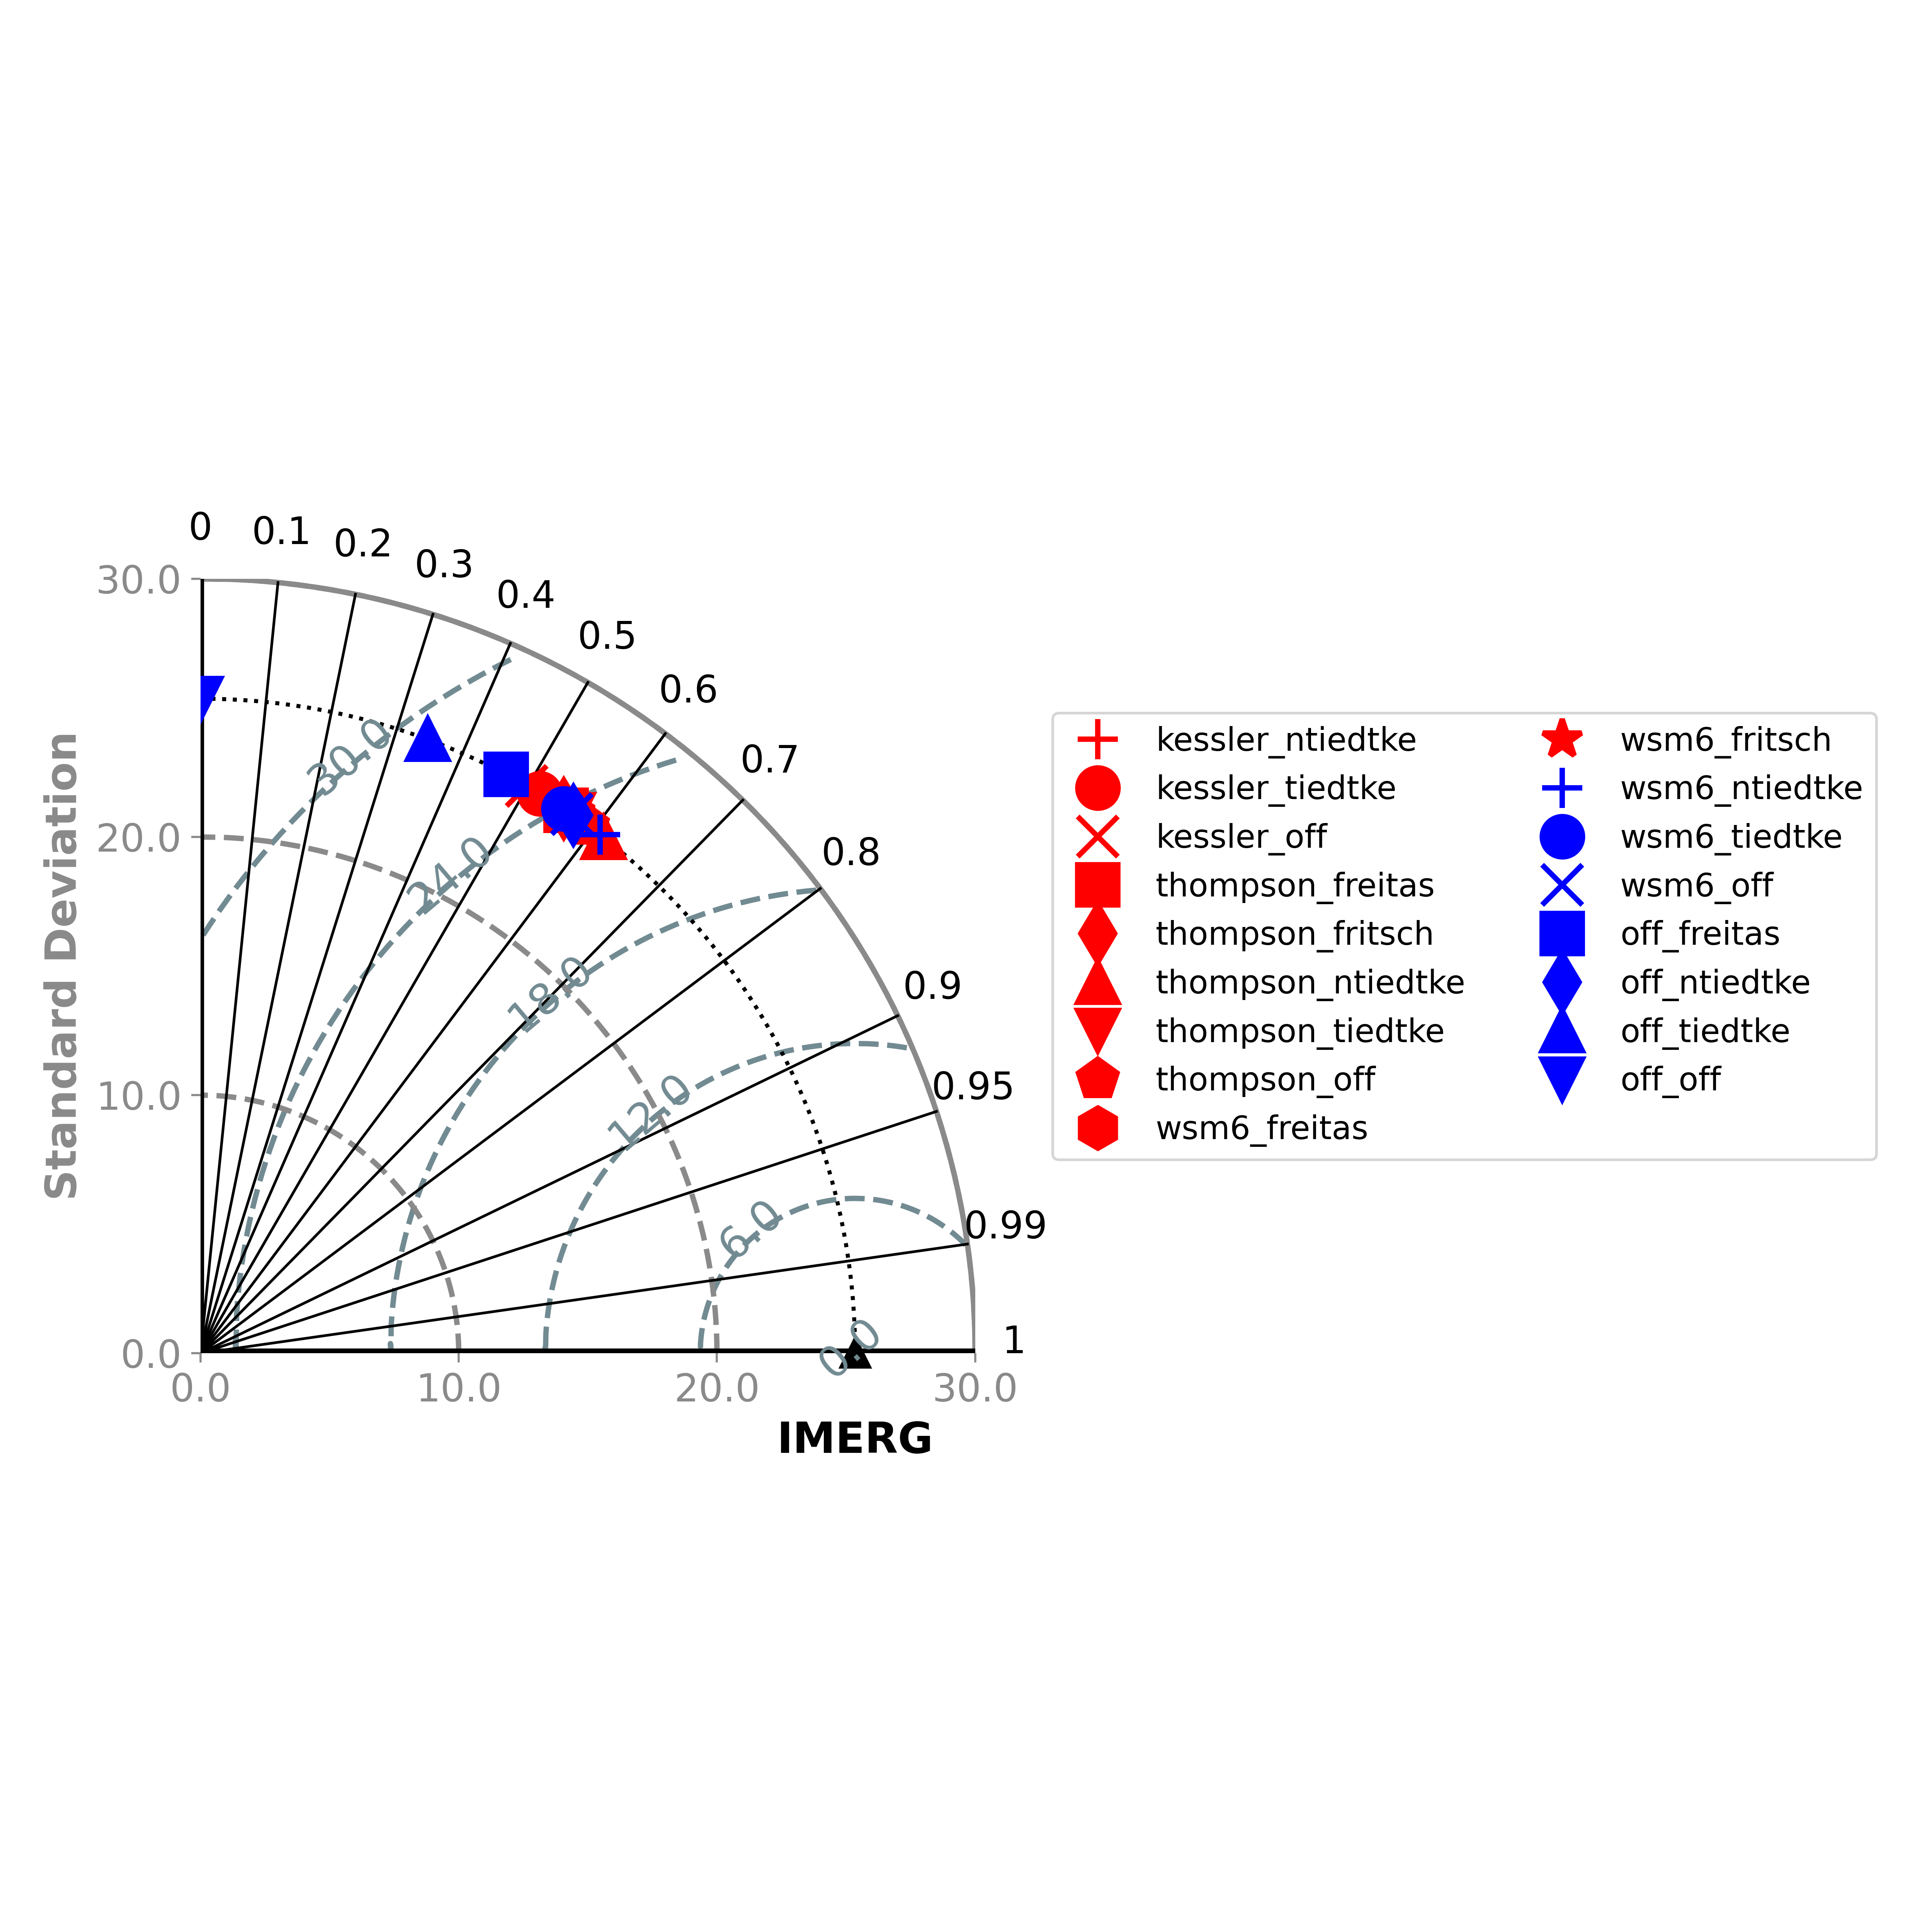 0
0.1
0.2
0.3
0.4
0.5
0.6
0.7
0.8
0.9
0.95
0.99
1
30.0
20.0
10.0
0.0
0.0
10.0
20.0
30.0
Standard Deviation
IMERG
30.0
24.0
18.0
12.0
6.0
0.0
kessler_ntiedtke
kessler_tiedtke
kessler_off
thompson_freitas
thompson_fritsch
thompson_ntiedtke
thompson_tiedtke
thompson_off
wsm6_freitas
wsm6_fritsch
wsm6_ntiedtke
wsm6_tiedtke
wsm6_off
off_freitas
off_ntiedtke
off_tiedtke
off_off